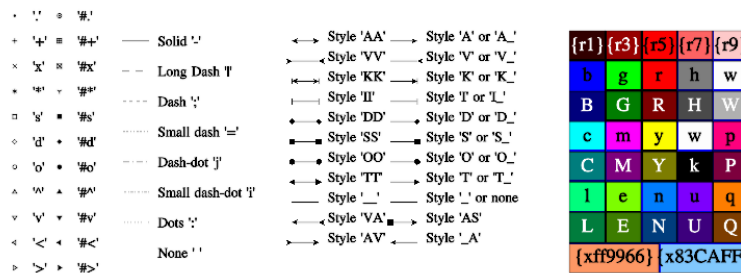 '.' '#.'
'+' '#+'
'x' '#x'
'*' '#*'
's' '#s'
'd' '#d'
'o' '#o'
'^' '#^'
'v' '#v'
'<' '#<'
'>' '#>'
Solid '-'
Long Dash '|'
Dash ';'
Small dash '='
Dash-dot 'j'
Small dash-dot 'i'
Dots ':'
None ' '
Style 'AA' Style 'A' or 'A_'
Style 'VV' Style 'V' or 'V_'
Style 'KK' Style 'K' or 'K_'
Style 'II' Style 'I' or 'I_'
Style 'DD' Style 'D' or 'D_'
Style 'SS' Style 'S' or 'S_'
Style 'OO' Style 'O' or 'O_'
Style 'TT' Style 'T' or 'T_'
Style '__' Style '_' or none
Style 'VA' Style 'AS'
Style 'AV' Style '_A'
{r1} {r3} {r5} {r7} {r9
b g r h w
B G R H W
c m y w p
C M Y k P
l e n u q
L E N U Q
{xff9966} {x83CAFF